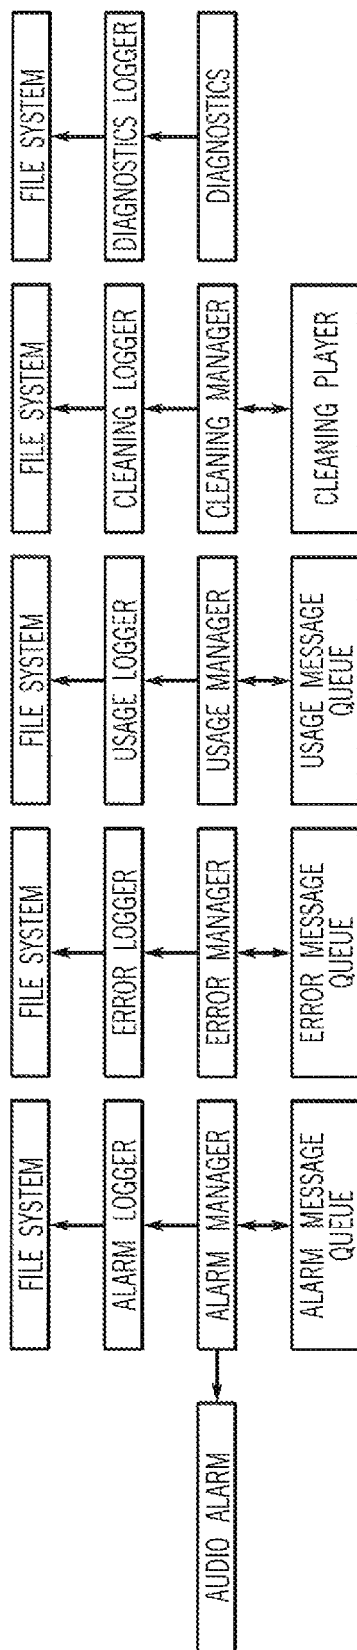 FILE SYSTEM
FILE SYSTEM
FILE SYSTEM
FILE SYSTEM
FILE SYSTEM
ALARM LOGGER
ERROR LOGGER
USAGE LOGGER
CLEANING LOGGER
DIAGNOSTICS LOGGER
AUDIO ALARM
ALARM MANAGER
ERROR MANAGER
USAGE MANAGER
CLEANING MANAGER
DIAGNOSTICS
ALARM MESSAGE
QUEUE
ERROR MESSAGE
QUEUE
USAGE MESSAGE
QUEUE
CLEANING PLAYER